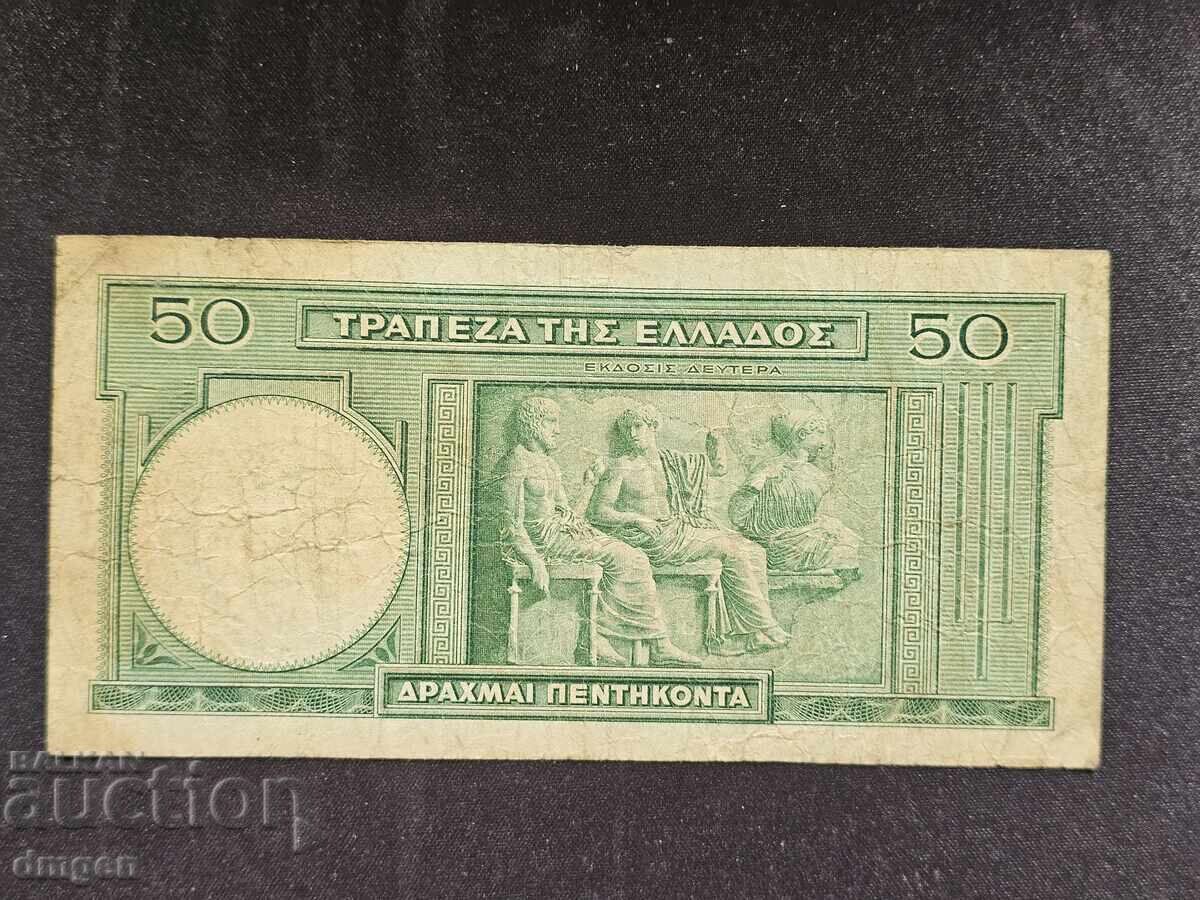 50
ΤΡΑΠΕΖΑ ΤΗΣ ΕΛΛΑΔΟΣ
50
ΕΚΔΟΣΙΣ ΔΕΥΤΕΡΑ
ΔΡΑΧΜΑΙ ΠΕΝΤΗΚΟΝΤΑ
BALKAN
auction
dmgen